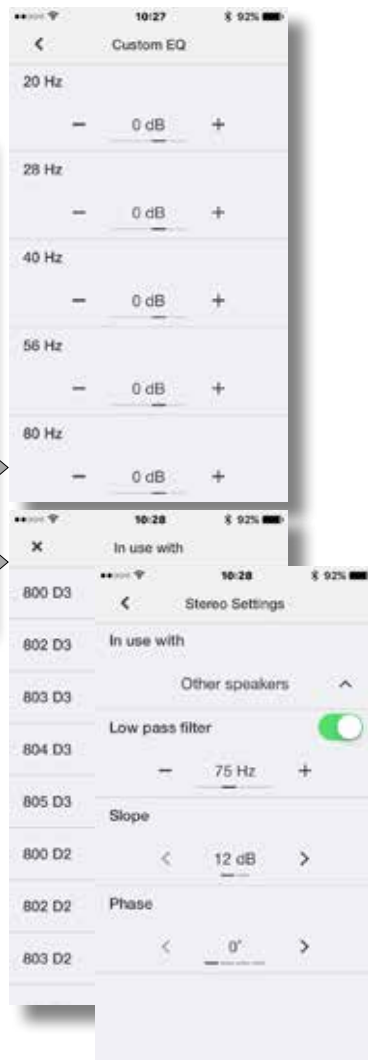 10:27
92%
Custom EQ
20 Hz
− 0 dB +
28 Hz
− 0 dB +
40 Hz
− 0 dB +
56 Hz
− 0 dB +
80 Hz
− 0 dB +
10:28
92%
× In use with
800 D3
802 D3
803 D3
804 D3
805 D3
800 D2
802 D2
803 D2
10:28
92%
< Stereo Settings
In use with
Other speakers
Low pass filter
− 75 Hz +
Slope
< 12 dB >
Phase
< 0° >